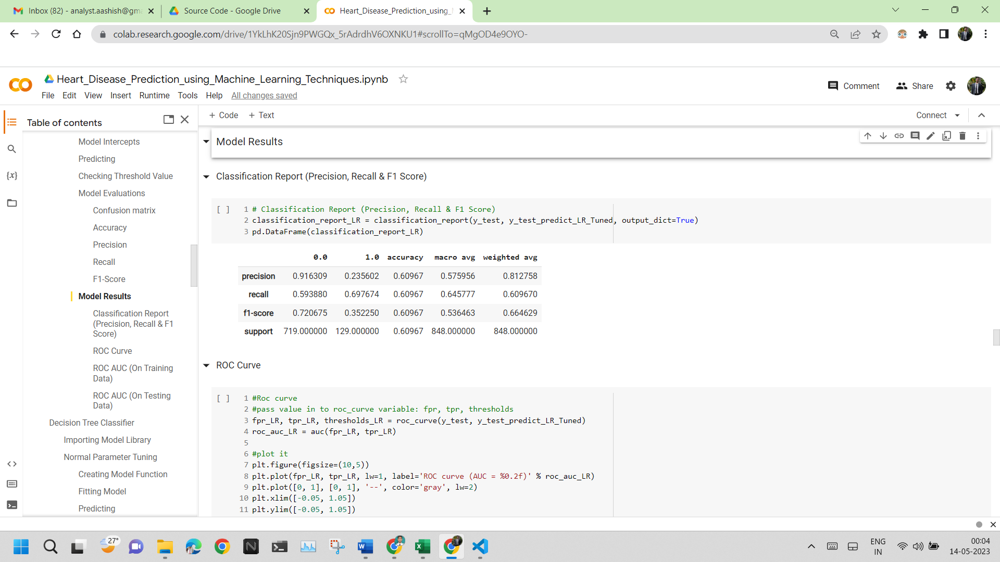 Inbox (82) - analyst.aashish@gm
Source Code - Google Drive
Heart_Disease_Prediction_using_
colab.research.google.com/drive/1YkLhK20Sjn9PWGQx_5rAdrdhV6OXNKU1#scrollTo=qMgOD4e9OYO-
Heart_Disease_Prediction_using_Machine_Learning_Techniques.ipynb
File Edit View Insert Runtime Tools Help All changes saved
Comment
Share
Table of contents
+ Code + Text
Connect
Model Intercepts
Predicting
Checking Threshold Value
Model Evaluations
Confusion matrix
Accuracy
Precision
Recall
F1-Score
Model Results
Classification Report
(Precision, Recall & F1
Score)
ROC Curve
ROC AUC (On Training
Data)
ROC AUC (On Testing
Data)
Decision Tree Classifier
Importing Model Library
Normal Parameter Tuning
Creating Model Function
Fitting Model
Predicting
Model Results
Classification Report (Precision, Recall & F1 Score)
[ ] 1 # Classification Report (Precision, Recall & F1 Score)
2 classification_report_LR = classification_report(y_test, y_test_predict_LR_Tuned, output_dict=True)
3 pd.DataFrame(classification_report_LR)
0.0 1.0 accuracy macro avg weighted avg
precision 0.916309 0.235602 0.60967 0.575956 0.812758
recall 0.593880 0.697674 0.60967 0.645777 0.609670
f1-score 0.720675 0.352250 0.60967 0.536463 0.664629
support 719.000000 129.000000 0.60967 848.000000 848.000000
ROC Curve
[ ] 1 #Roc curve
2 #pass value in to roc_curve variable: fpr, tpr, thresholds
3 fpr_LR, tpr_LR, thresholds_LR = roc_curve(y_test, y_test_predict_LR_Tuned)
4 roc_auc_LR = auc(fpr_LR, tpr_LR)
5
6 #plot it
7 plt.figure(figsize=(10,5))
8 plt.plot(fpr_LR, tpr_LR, lw=1, label='ROC curve (AUC = %0.2f)' % roc_auc_LR)
9 plt.plot([0, 1], [0, 1], '--', color='gray', lw=2)
10 plt.xlim([-0.05, 1.05])
11 plt.ylim([-0.05, 1.05])
27°
ENG
IN
00:04
14-05-2023